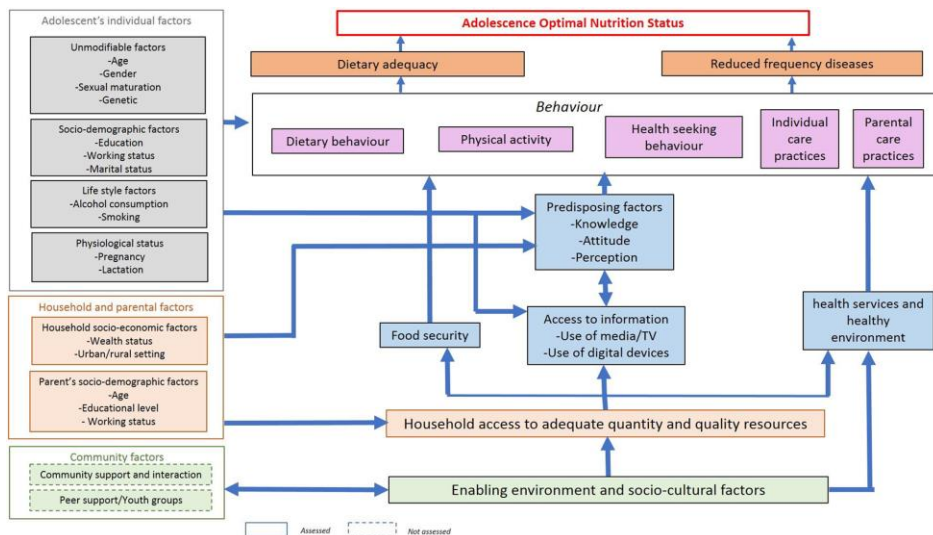 Adolescent's individual factors
Unmodifiable factors
-Age
-Gender
-Sexual maturation
-Genetic
Socio-demographic factors
-Education
-Working status
-Marital status
Life style factors
-Alcohol consumption
-Smoking
Physiological status
-Pregnancy
-Lactation
Household and parental factors
Household socio-economic factors
-Wealth status
-Urban/rural setting
Parent's socio-demographic factors
-Age
-Educational level
- Working status
Community factors
Community support and interaction
Peer support/Youth groups
Adolescence Optimal Nutrition Status
Dietary adequacy
Reduced frequency diseases
Behaviour
Dietary behaviour
Physical activity
Health seeking
behaviour
Individual
care
practices
Parental
care
practices
Predisposing factors
-Knowledge
-Attitude
-Perception
Food security
Access to information
-Use of media/TV
-Use of digital devices
health services and
healthy
environment
Household access to adequate quantity and quality resources
Enabling environment and socio-cultural factors
Assessed
Not assessed